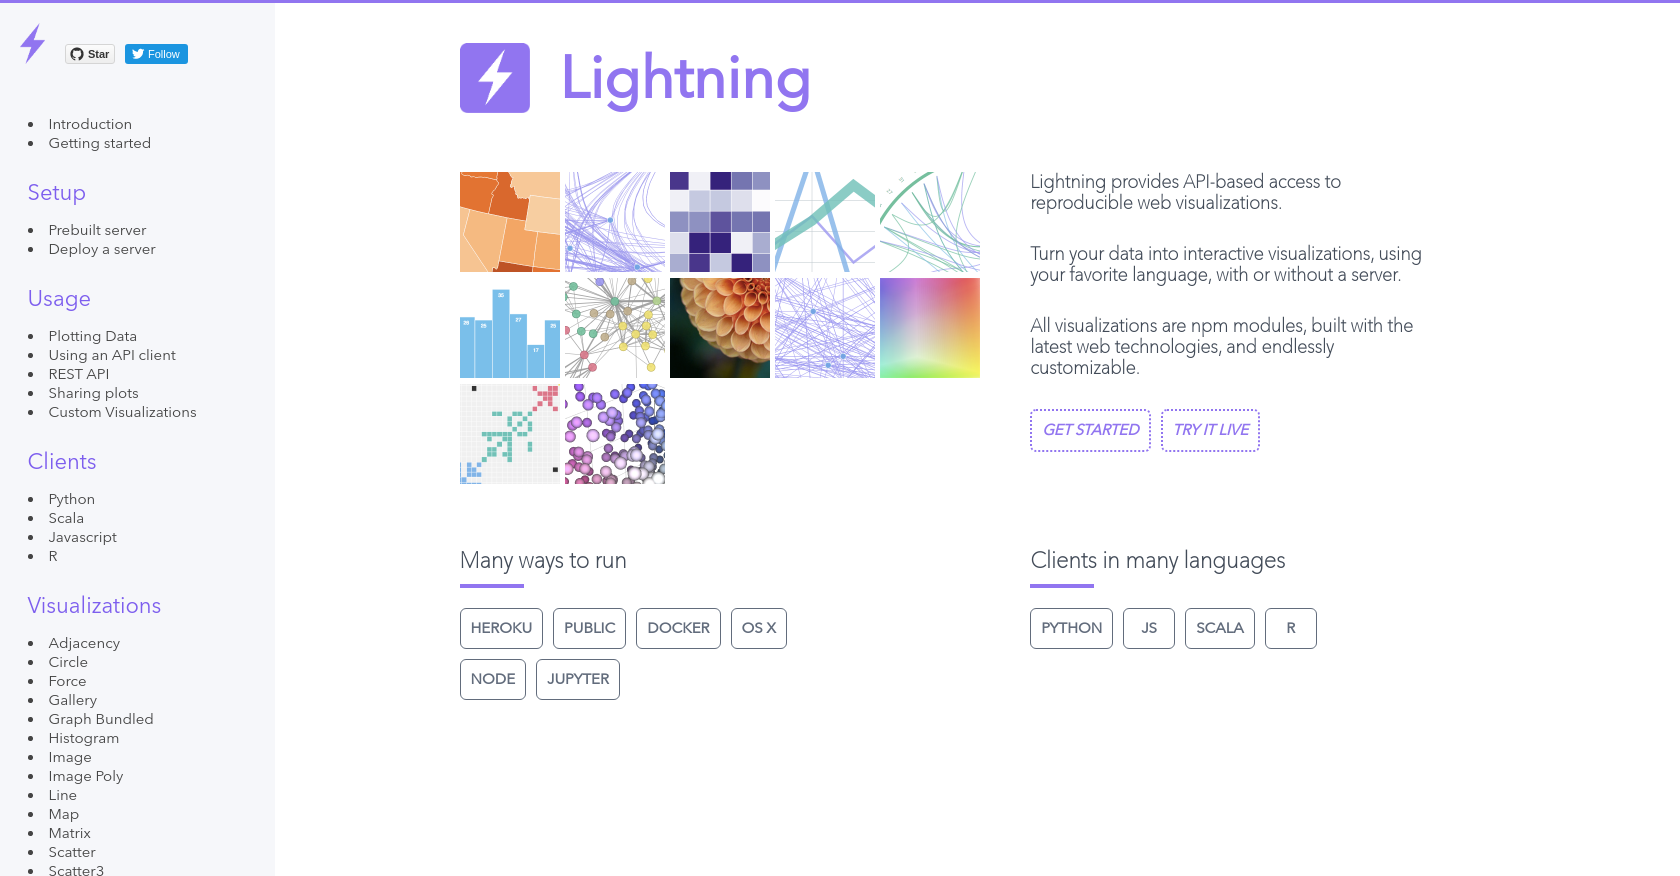 Star
Follow
Introduction
Getting started
Setup
Prebuilt server
Deploy a server
Usage
Plotting Data
Using an API client
REST API
Sharing plots
Custom Visualizations
Clients
Python
Scala
Javascript
R
Visualizations
Adjacency
Circle
Force
Gallery
Graph Bundled
Histogram
Image
Image Poly
Line
Map
Matrix
Scatter
Scatter3
Lightning
Lightning provides API-based access to
reproducible web visualizations.
Turn your data into interactive visualizations, using
your favorite language, with or without a server.
All visualizations are npm modules, built with the
latest web technologies, and endlessly
customizable.
GET STARTED
TRY IT LIVE
Many ways to run
HEROKU
PUBLIC
DOCKER
OS X
NODE
JUPYTER
Clients in many languages
PYTHON
JS
SCALA
R